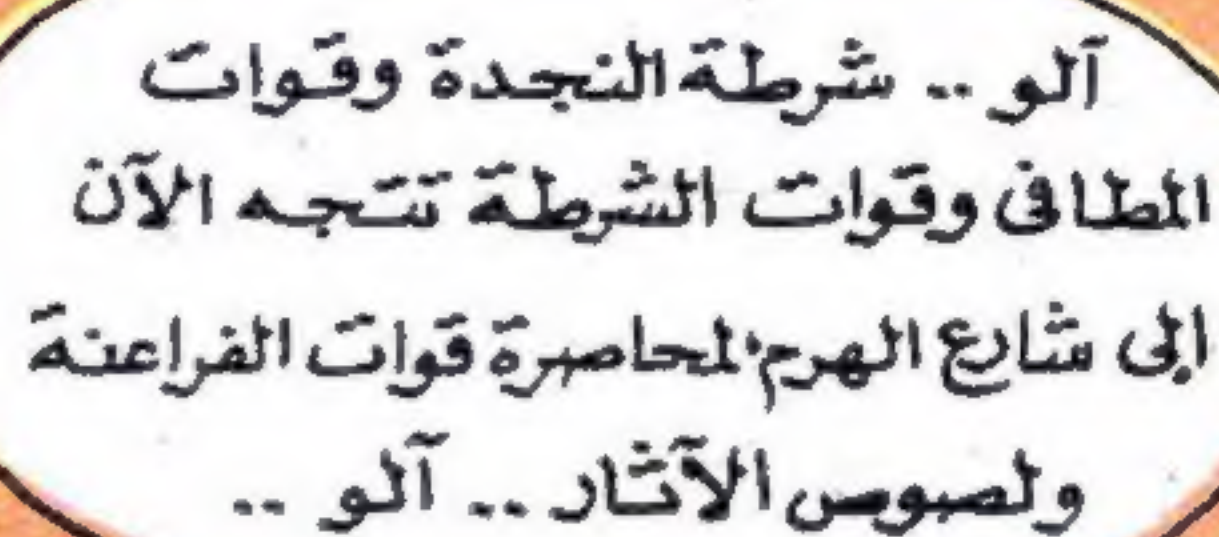 آلو .. شرطة النجدة وقوات
المطافى وقوات الشرطة تتجه الآن
إلى شارع الهرم لمحاصرة قوات الفراعنة
ولصوص الآثار .. آلو ..